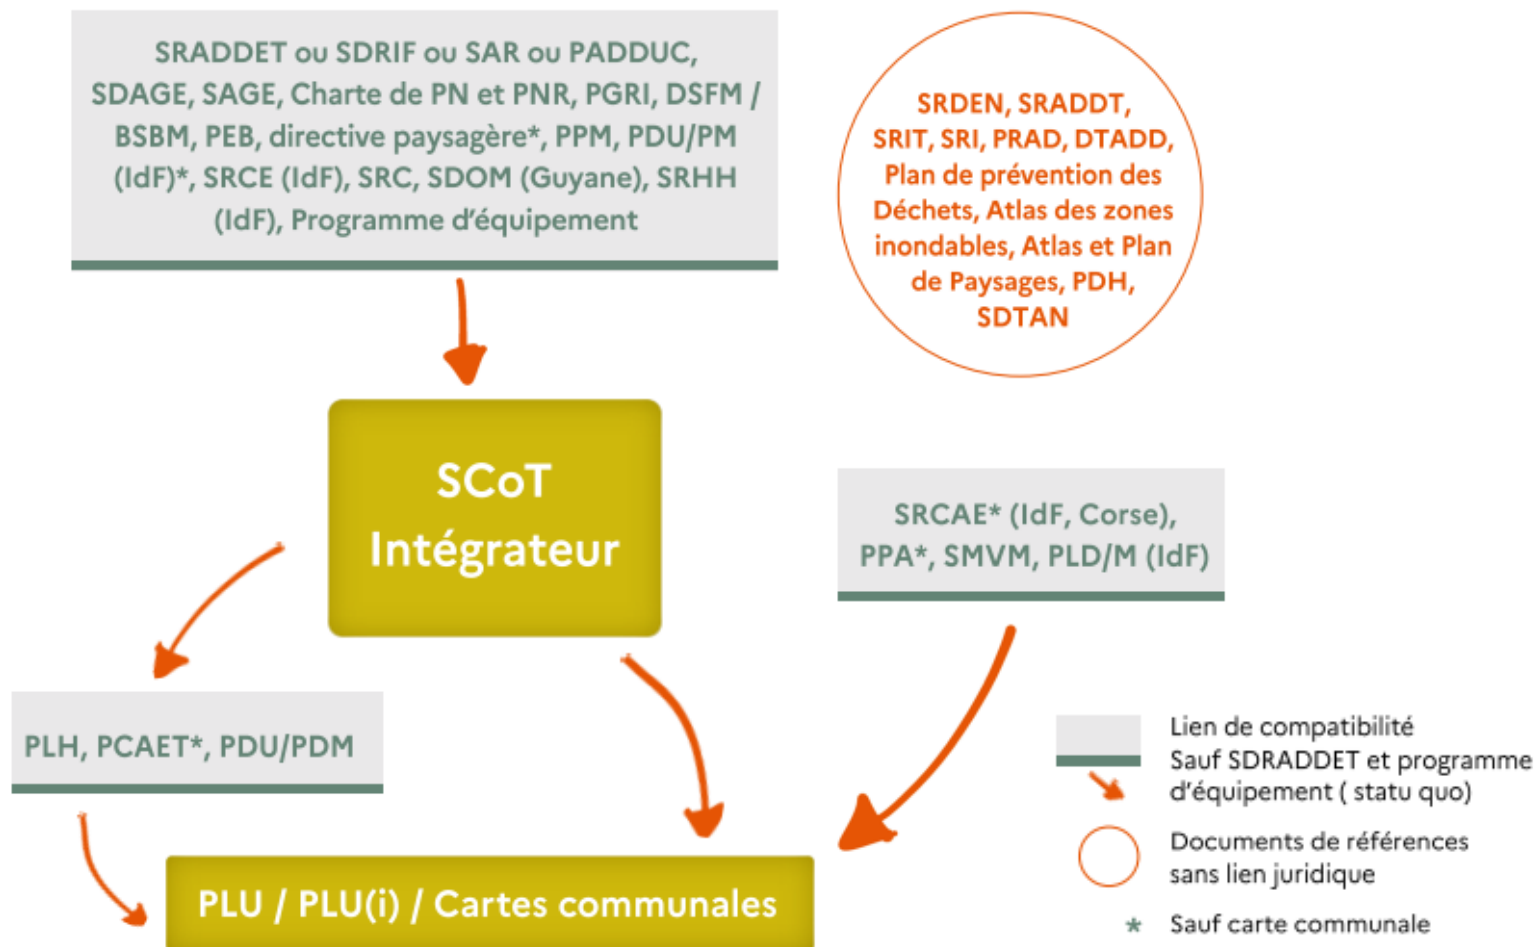 SRADDET ou SDRIF ou SAR ou PADDUC,
SDAGE, SAGE, Charte de PN et PNR, PGRI, DSFM /
BSBM, PEB, directive paysagère*, PPM, PDU/PM
(IdF)*, SRCE (IdF), SRC, SDOM (Guyane), SRHH
(IdF), Programme d'équipement
SRDEN, SRADDT,
SRIT, SRI, PRAD, DTADD,
Plan de prévention des
Déchets, Atlas des zones
inondables, Atlas et Plan
de Paysages, PDH,
SDTAN
SCoT
Intégrateur
SRCAE* (IdF, Corse),
PPA*, SMVM, PLD/M (IdF)
PLH, PCAET*, PDU/PDM
PLU / PLU(i) / Cartes communales
Lien de compatibilité
Sauf SDRADDET et programme
d'équipement ( statu quo)
Documents de références
sans lien juridique
* Sauf carte communale